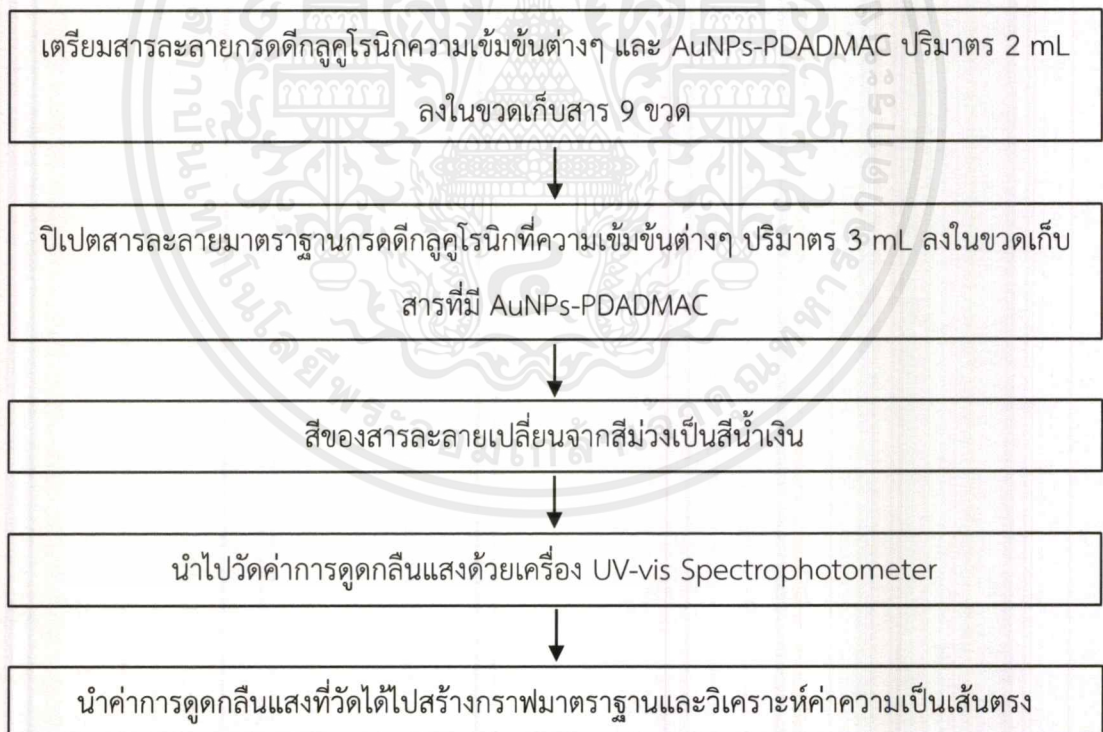 เตรียมสารละลายกรดดีกลูคูโรนิกความเข้มข้นต่างๆ และ AuNPs-PDADMAC ปริมาตร 2 mL
ลงในขวดเก็บสาร 9 ขวด
ปิเปตสารละลายมาตราฐานกรดดีกลูคูโรนิกที่ความเข้มข้นต่างๆ ปริมาตร 3 mL ลงในขวดเก็บ
สารที่มี AuNPs-PDADMAC
สีของสารละลายเปลี่ยนจากสีม่วงเป็นสีน้ำเงิน
นำไปวัดค่าการดูดกลืนแสงด้วยเครื่อง UV-vis Spectrophotometer
นำค่าการดูดกลืนแสงที่วัดได้ไปสร้างกราฟมาตราฐานและวิเคราะห์ค่าความเป็นเส้นตรง